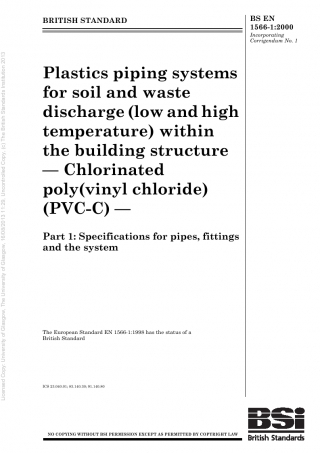 BRITISH STANDARD
BS EN
1566-1:2000
Incorporating
Corrigendum No. 1
Plastics piping systems
for soil and waste
discharge (low and high
temperature) within
the building structure
— Chlorinated
poly(vinyl chloride)
(PVC-C) —
Part 1: Specifications for pipes, fittings
and the system
The European Standard EN 1566-1:1998 has the status of a
British Standard
NO COPYING WITHOUT BSI PERMISSION EXCEPT AS PERMITTED BY COPYRIGHT LAW
BSi
British Standards